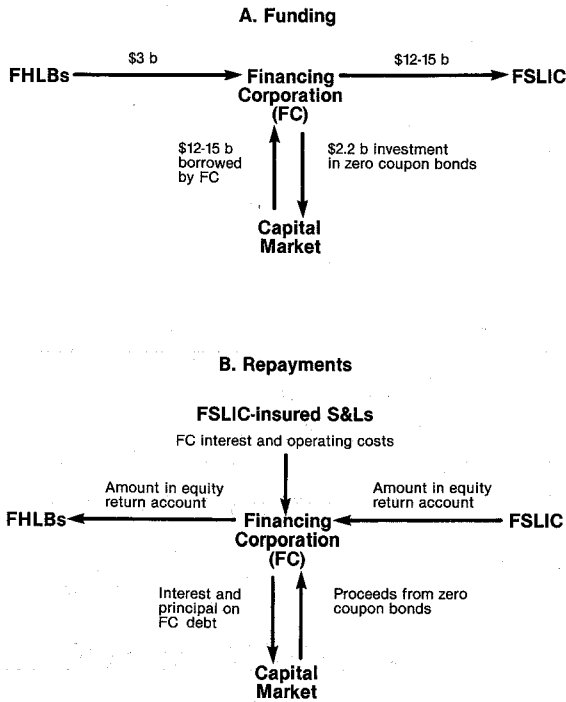 A. Funding
$3 b
$12-15 b
FHLBs
Financing
Corporation
(FC)
FSLIC
$12-15 b
borrowed
by FC
$2.2 b investment
in zero coupon bonds
Capital
Market
B. Repayments
FSLIC-insured S&Ls
FC interest and operating costs
Amount in equity
return account
Amount in equity
return account
FHLBs
Financing
Corporation
(FC)
FSLIC
Interest and
principal on
FC debt
Proceeds from zero
coupon bonds
Capital
Market